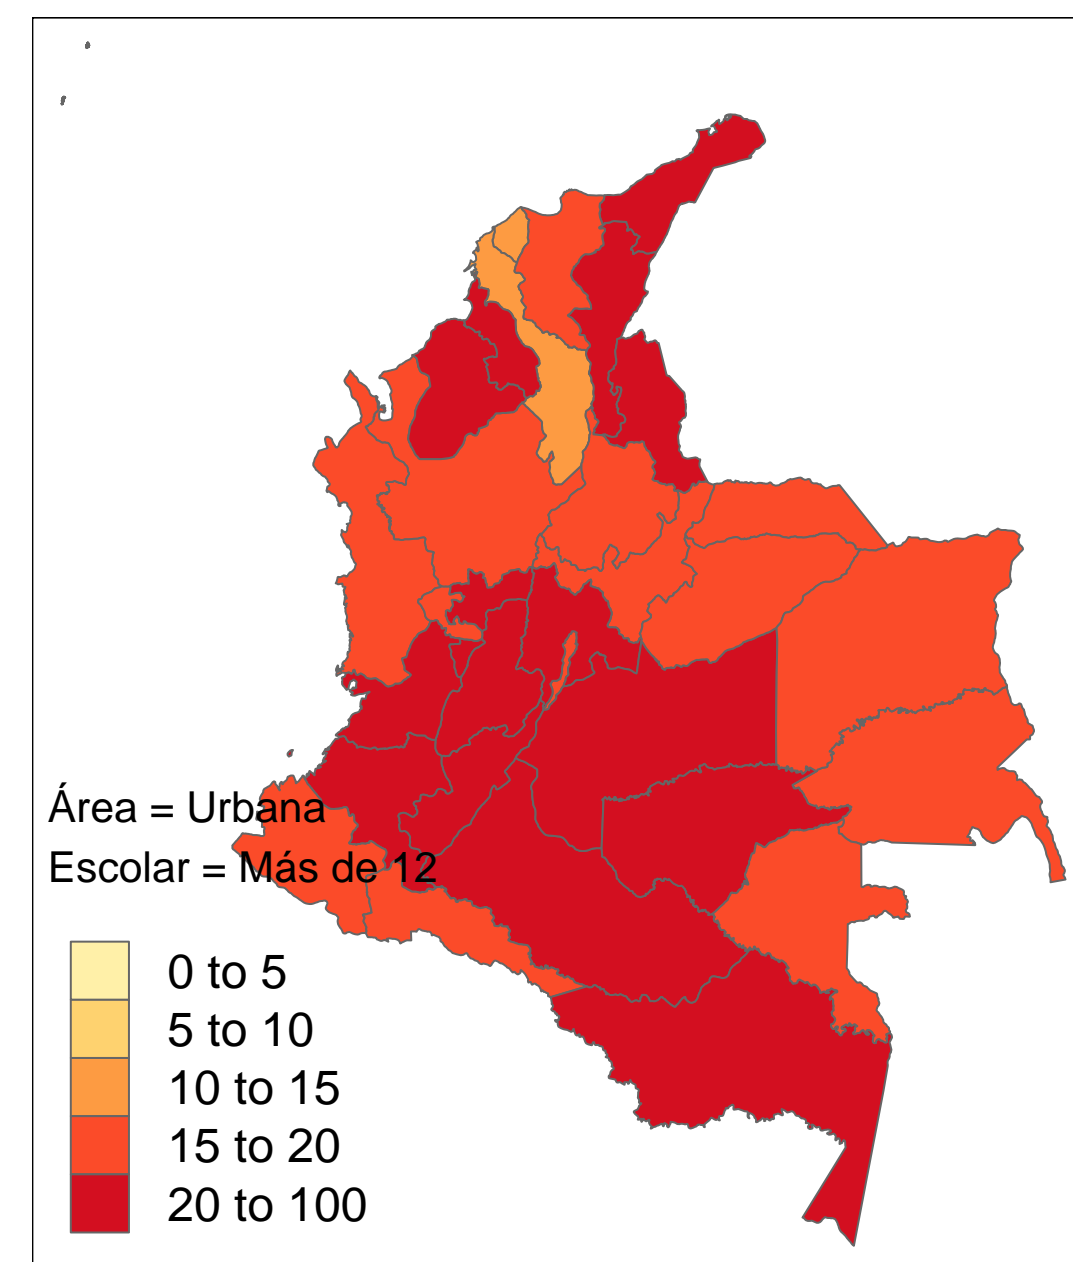 Área = Urbana
Escolar = Más de 12
0 to 5
5 to 10
10 to 15
15 to 20
20 to 100